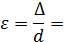 ε = Δ/d =